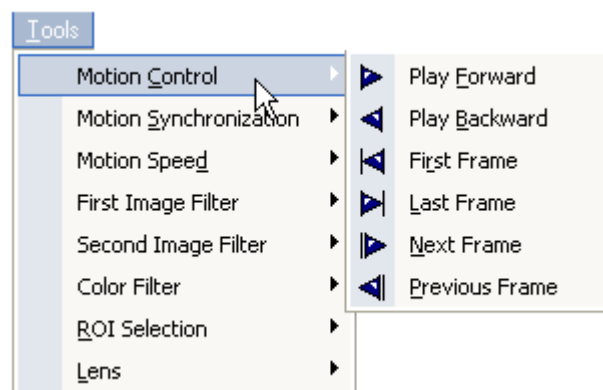 Tools
Motion Control
Motion Synchronization
Motion Speed
First Image Filter
Second Image Filter
Color Filter
ROI Selection
Lens
Play Forward
Play Backward
First Frame
Last Frame
Next Frame
Previous Frame